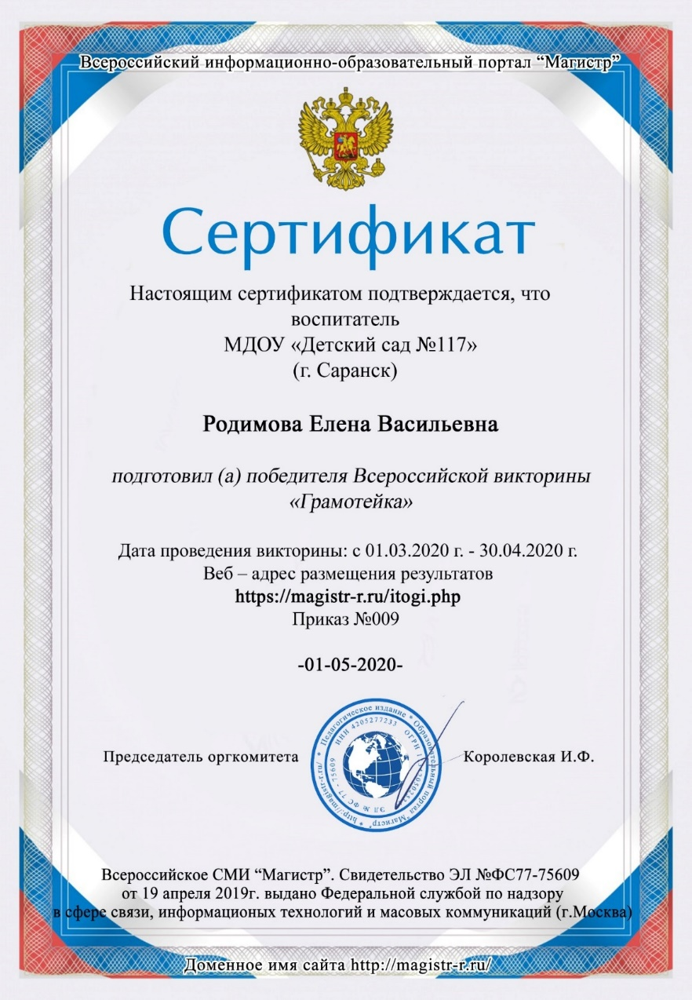 Всероссийский информационно-образовательный портал “Магистр”
Сертификат
Настоящим сертификатом подтверждается, что
воспитатель
МДОУ «Детский сад №117»
(г. Саранск)
Родимова Елена Васильевна
подготовил (а) победителя Всероссийской викторины
«Грамотейка»
Дата проведения викторины: с 01.03.2020 г. - 30.04.2020 г.
Веб – адрес размещения результатов
https://magistr-r.ru/itogi.php
Приказ №009
-01-05-2020-
Педагогическое издание * Образовательный портал "Магистр" * http://magistr-r.ru/ *
ИНН 4205277233 ОГРН
ЭЛ № ФС 77 - 75609
Председатель оргкомитета
Королевская И.Ф.
Всероссийское СМИ “Магистр”. Свидетельство ЭЛ №ФС77-75609
от 19 апреля 2019г. выдано Федеральной службой по надзору
в сфере связи, информационых технологий и массовых коммуникаций (г.Москва)
Доменное имя сайта http://magistr-r.ru/